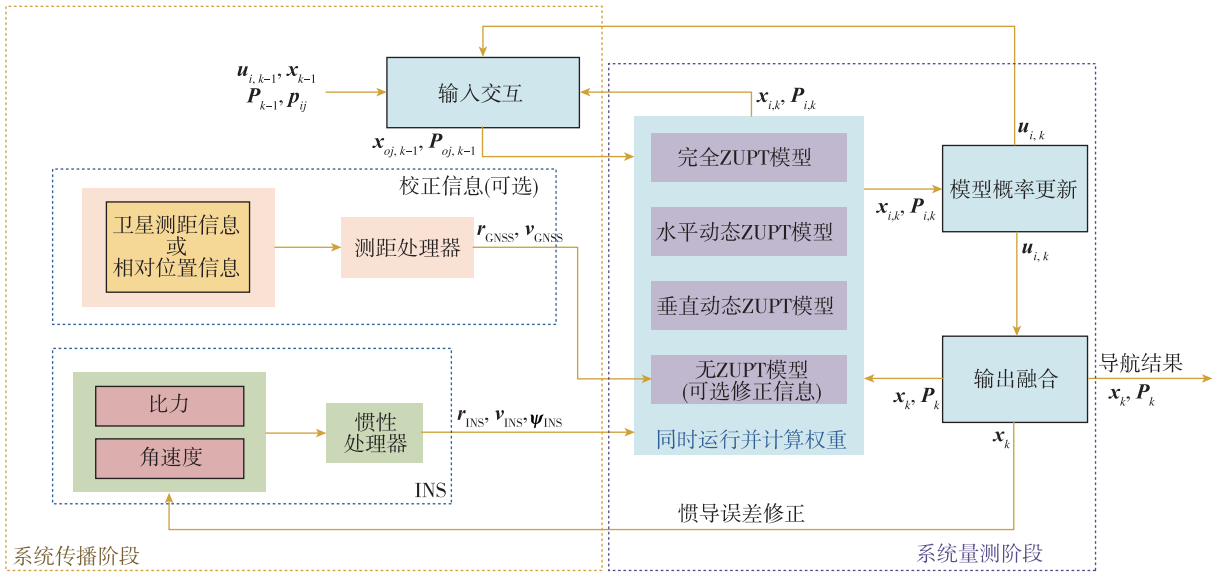 u_{i, k-1}, x_{k-1}
P_{k-1}, p_{ij}
输入交互
x_{oj, k-1}, P_{oj, k-1}
x_{i,k}, P_{i,k}
u_{i, k}
校正信息(可选)
卫星测距信息
或
相对位置信息
测距处理器
r_{GNSS}, v_{GNSS}
完全ZUPT模型
水平动态ZUPT模型
垂直动态ZUPT模型
无ZUPT模型
(可选修正信息)
同时运行并计算权重
x_{i,k}, P_{i,k}
模型概率更新
u_{i, k}
输出融合
x_k, P_k
导航结果
x_k, P_k
x_k
比力
角速度
惯性
处理器
r_{INS}, v_{INS}, ψ_{INS}
INS
惯导误差修正
系统传播阶段
系统量测阶段